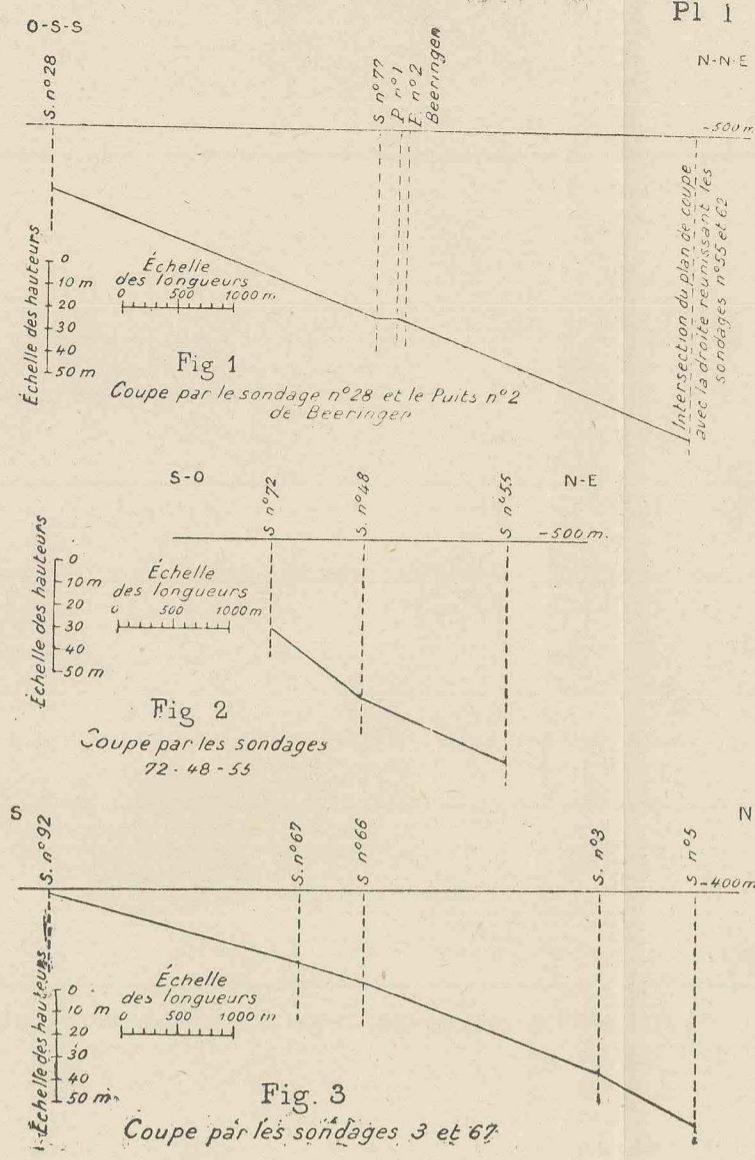 Pl 1
O-S-S
N-N-E
S. n°28
S n°77
P. n°1
E. n°2
Beeringen
-500 m.
Intersection du plan de coupe
avec la droite reunissant les
sondages n°55 et 62
Échelle des hauteurs
0
10 m
20
30
40
50 m
Échelle
des longueurs
0 500 1000 m.
Fig 1
Coupe par le sondage n°28 et le Puits n°2
de Beeringen
S-O
N-E
S n°72
S. n°48
S n°55
-500 m.
Échelle des hauteurs
0
10 m
20
30
40
50 m
Échelle
des longueurs
0 500 1000 m
Fig 2
Coupe par les sondages
72-48-55
S
N
S. n°92
S. n°67
S n°66
S. n°3
S n°5
-400 m
Échelle des hauteurs
0
10 m
20
30
40
50 m
Échelle
des longueurs
0 500 1000 m
Fig. 3
Coupe par les sondages 3 et 67